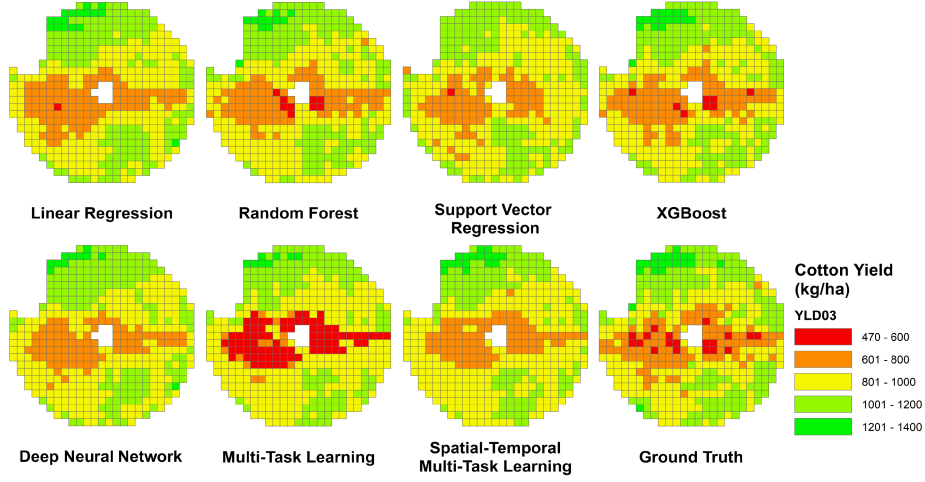 Linear Regression
Random Forest
Support Vector
Regression
XGBoost
Deep Neural Network
Multi-Task Learning
Spatial-Temporal
Multi-Task Learning
Ground Truth
Cotton Yield
(kg/ha)
YLD03
470 - 600
601 - 800
801 - 1000
1001 - 1200
1201 - 1400